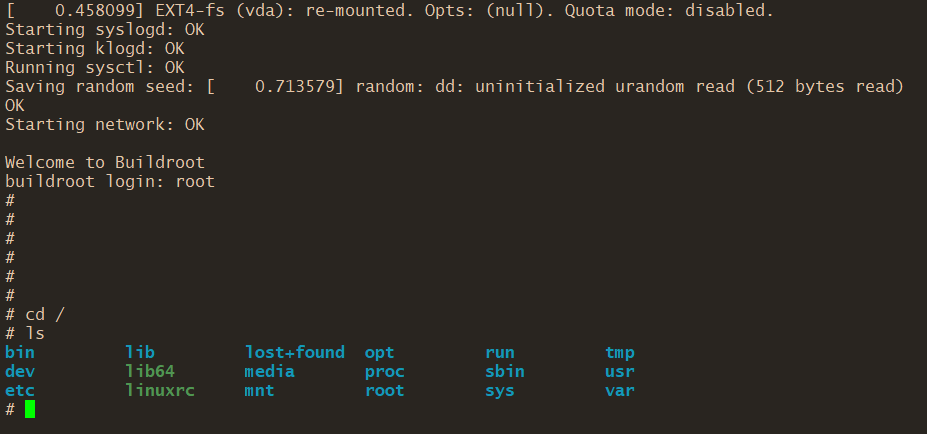 [    0.458099] EXT4-fs (vda): re-mounted. Opts: (null). Quota mode: disabled.
Starting syslogd: OK
Starting klogd: OK
Running sysctl: OK
Saving random seed: [    0.713579] random: dd: uninitialized urandom read (512 bytes read)
OK
Starting network: OK

Welcome to Buildroot
buildroot login: root
#
#
#
#
#
#
# cd /
# ls
bin         lib         lost+found  opt         run         tmp
dev         lib64       media       proc        sbin        usr
etc         linuxrc     mnt         root        sys         var
#